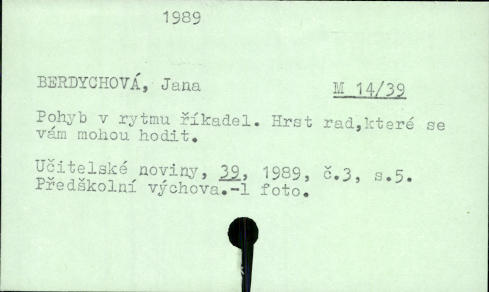 1989
BERDYCHOVÁ, Jana M 14/39
Pohyb v rytmu říkadel. Hrst rad,které se
vám mohou hodit.
Učitelské noviny, 39, 1989, č.3, s.5.
Předškolní výchova.-1 foto.